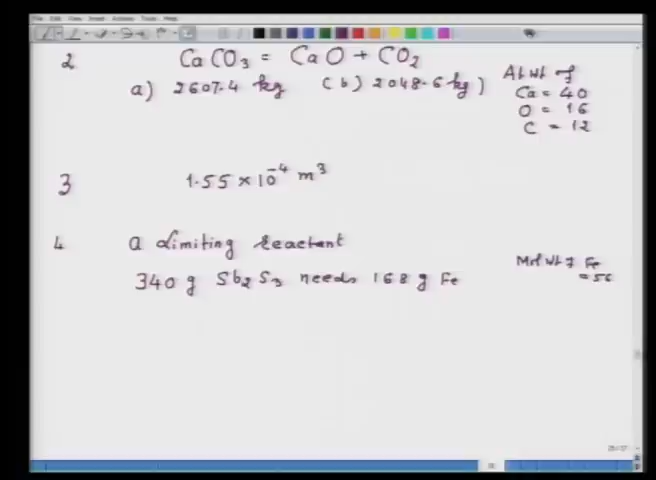 2 CaCO3 = CaO + CO2
a) 2607.4 kg (b) 2048.6 kg)
At wt of
Ca = 40
O = 16
C = 12
3 1.55 × 10^-4 m^3
4 a Limiting reactant
340 g Sb2S3 needs 168 g Fe
Mol wt of Fe
= 56